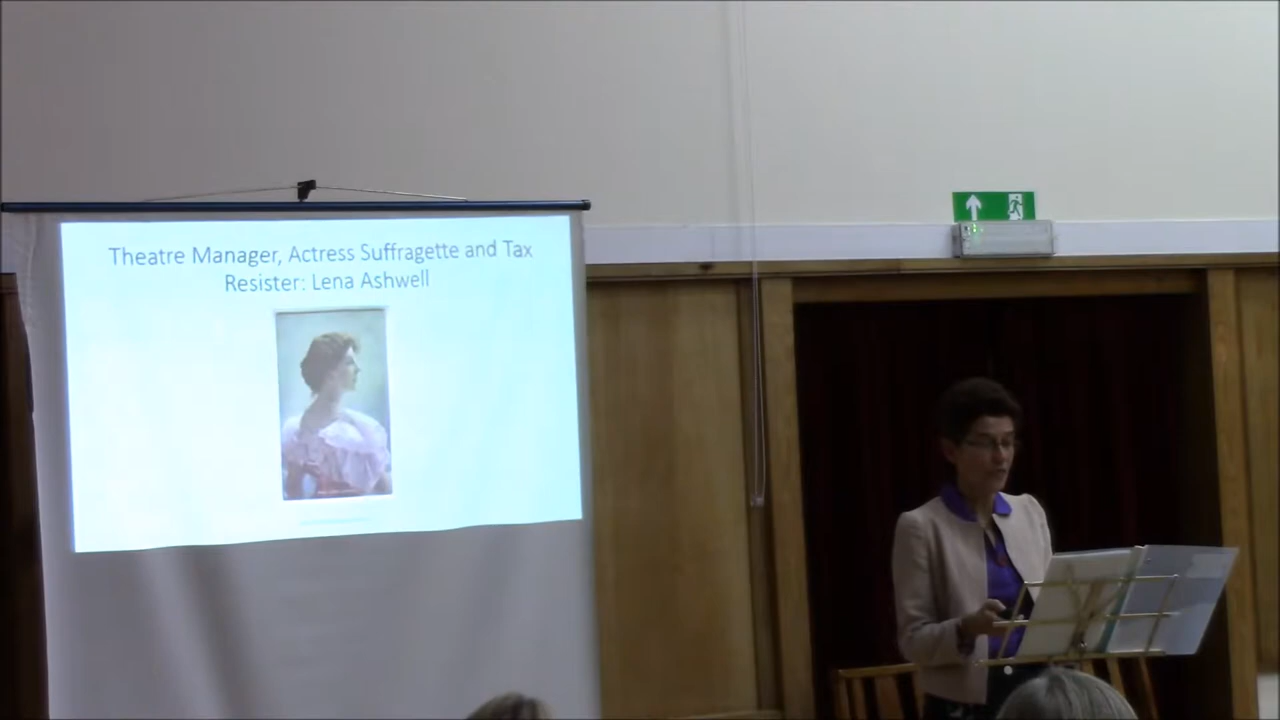 Theatre Manager, Actress Suffragette and Tax
Resister: Lena Ashwell